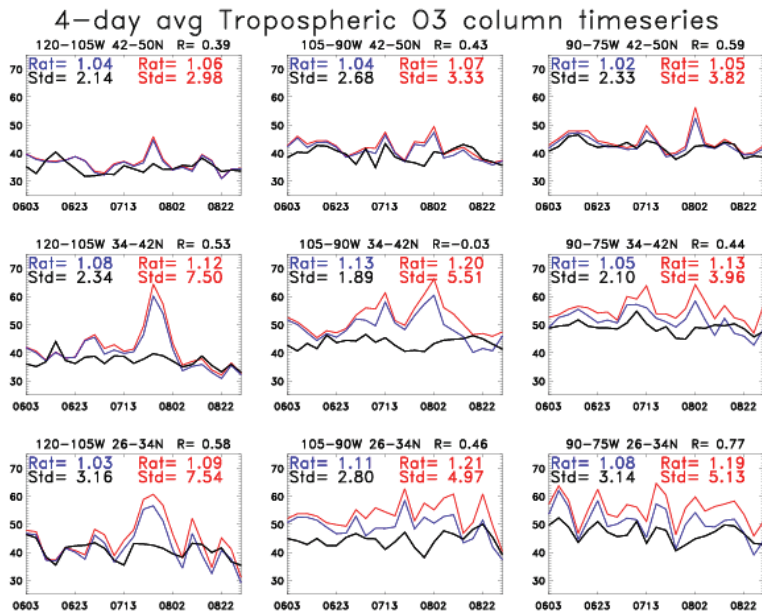 4-day avg Tropospheric O3 column timeseries
120-105W 42-50N R= 0.39
105-90W 42-50N R= 0.43
90-75W 42-50N R= 0.59
70
60
50
40
30
Rat= 1.04 Rat= 1.06
Std= 2.14 Std= 2.98
0603 0623 0713 0802 0822
70
60
50
40
30
Rat= 1.04 Rat= 1.07
Std= 2.68 Std= 3.33
0603 0623 0713 0802 0822
70
60
50
40
30
Rat= 1.02 Rat= 1.05
Std= 2.33 Std= 3.82
0603 0623 0713 0802 0822
120-105W 34-42N R= 0.53
105-90W 34-42N R=-0.03
90-75W 34-42N R= 0.44
70
60
50
40
30
Rat= 1.08 Rat= 1.12
Std= 2.34 Std= 7.50
0603 0623 0713 0802 0822
70
60
50
40
30
Rat= 1.13 Rat= 1.20
Std= 1.89 Std= 5.51
0603 0623 0713 0802 0822
70
60
50
40
30
Rat= 1.05 Rat= 1.13
Std= 2.10 Std= 3.96
0603 0623 0713 0802 0822
120-105W 26-34N R= 0.58
105-90W 26-34N R= 0.46
90-75W 26-34N R= 0.77
70
60
50
40
30
Rat= 1.03 Rat= 1.09
Std= 3.16 Std= 7.54
0603 0623 0713 0802 0822
70
60
50
40
30
Rat= 1.11 Rat= 1.21
Std= 2.80 Std= 4.97
0603 0623 0713 0802 0822
70
60
50
40
30
Rat= 1.08 Rat= 1.19
Std= 3.14 Std= 5.13
0603 0623 0713 0802 0822